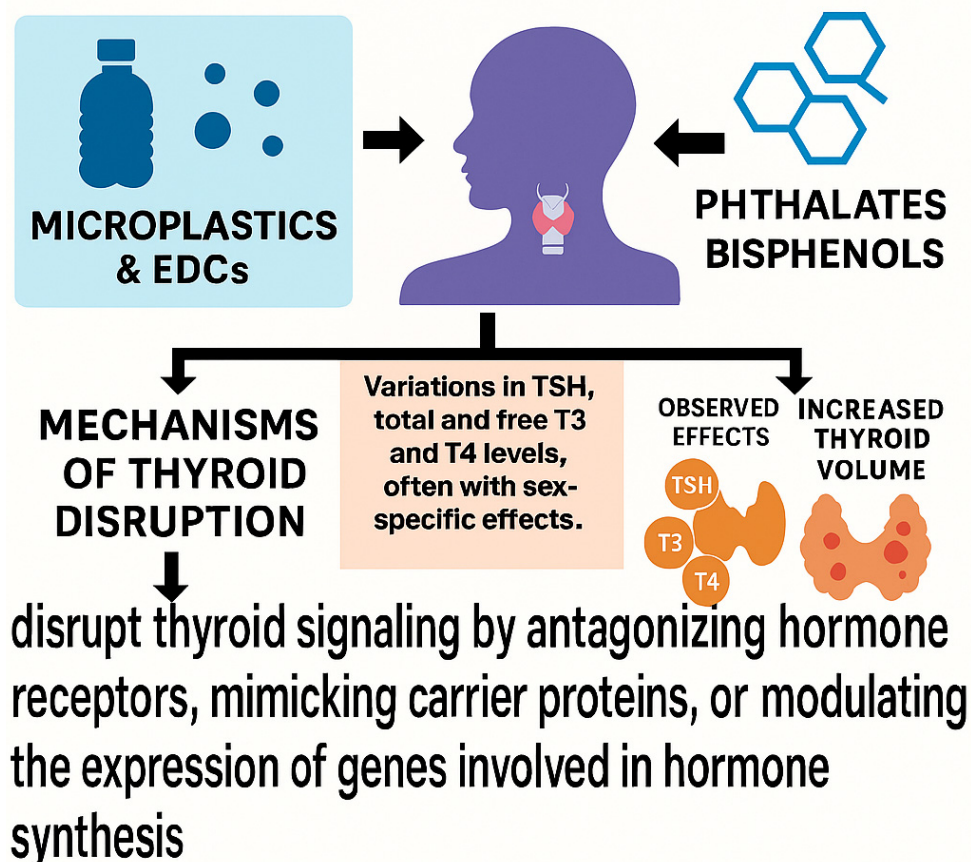 MICROPLASTICS
& EDCs
PHTHALATES
BISPHENOLS
MECHANISMS
OF THYROID
DISRUPTION
Variations in TSH,
total and free T3
and T4 levels,
often with sex-
specific effects.
OBSERVED
EFFECTS
TSH
T3
T4
INCREASED
THYROID
VOLUME
disrupt thyroid signaling by antagonizing hormone
receptors, mimicking carrier proteins, or modulating
the expression of genes involved in hormone
synthesis